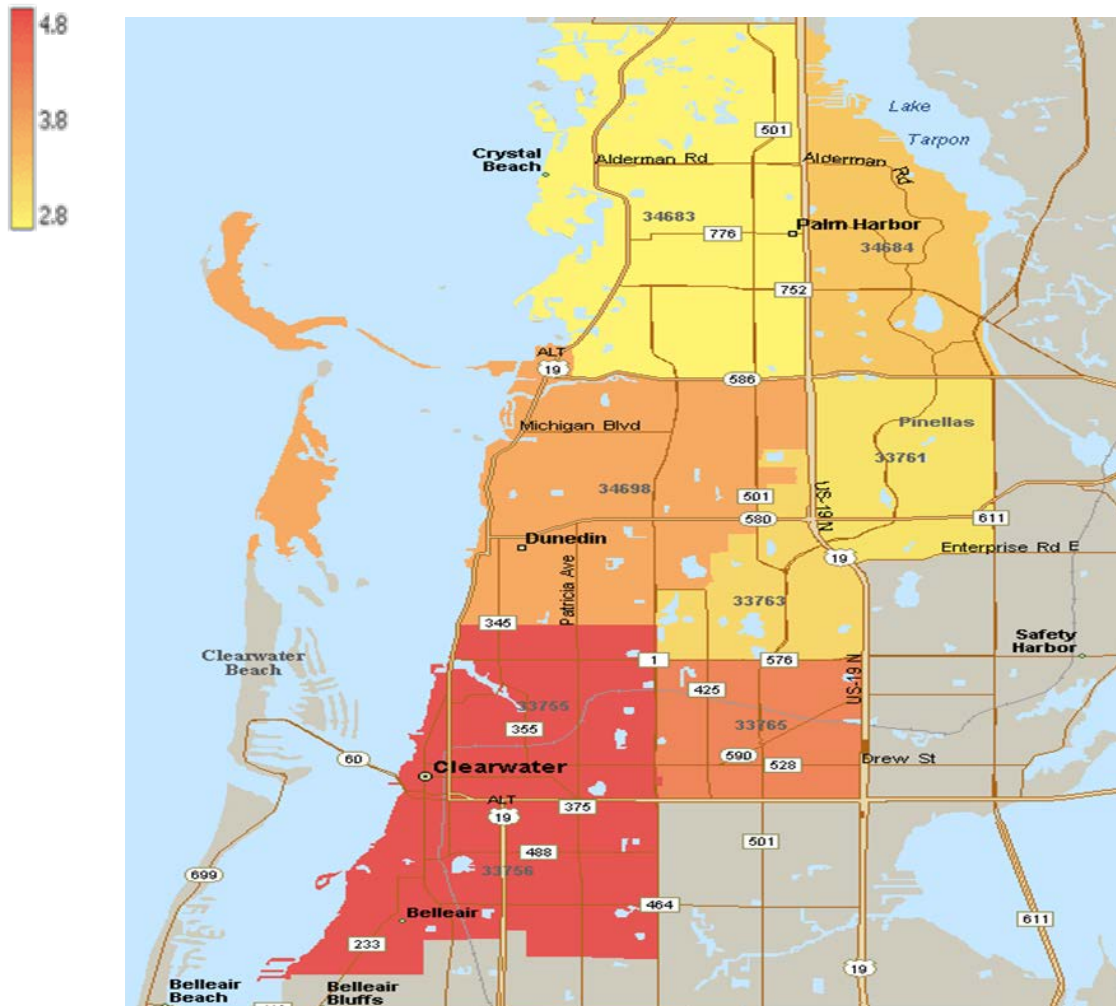 4.8
3.8
2.8
Lake
Tarpon
501
Crystal
Beach
Alderman Rd
Alderman Rd
34683
776
Palm Harbor
34684
752
ALT
19
586
Michigan Blvd
Pinellas
33761
34698
501
US-19 N
580
611
Dunedin
19
Enterprise Rd E
Patricia Ave
33763
345
Safety
Harbor
Clearwater
Beach
1
576
425
US-19 N
33755
355
33765
590
528
Drew St
60
Clearwater
ALT
19
375
501
488
33756
699
464
Belleair
611
233
19
Belleair
Beach
Belleair
Bluffs